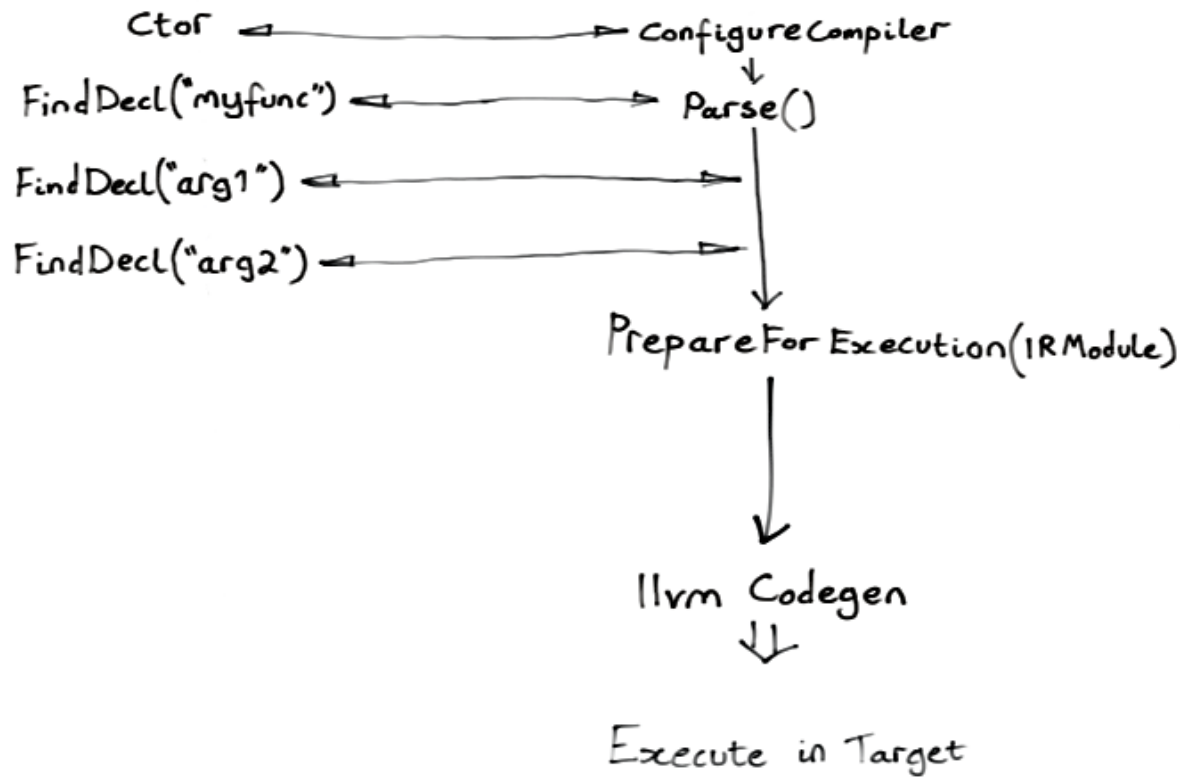 Ctor
ConfigureCompiler
FindDecl("myfunc")
Parse()
FindDecl("arg1")
FindDecl("arg2")
PrepareForExecution(IRModule)
llvm Codegen
Execute in Target